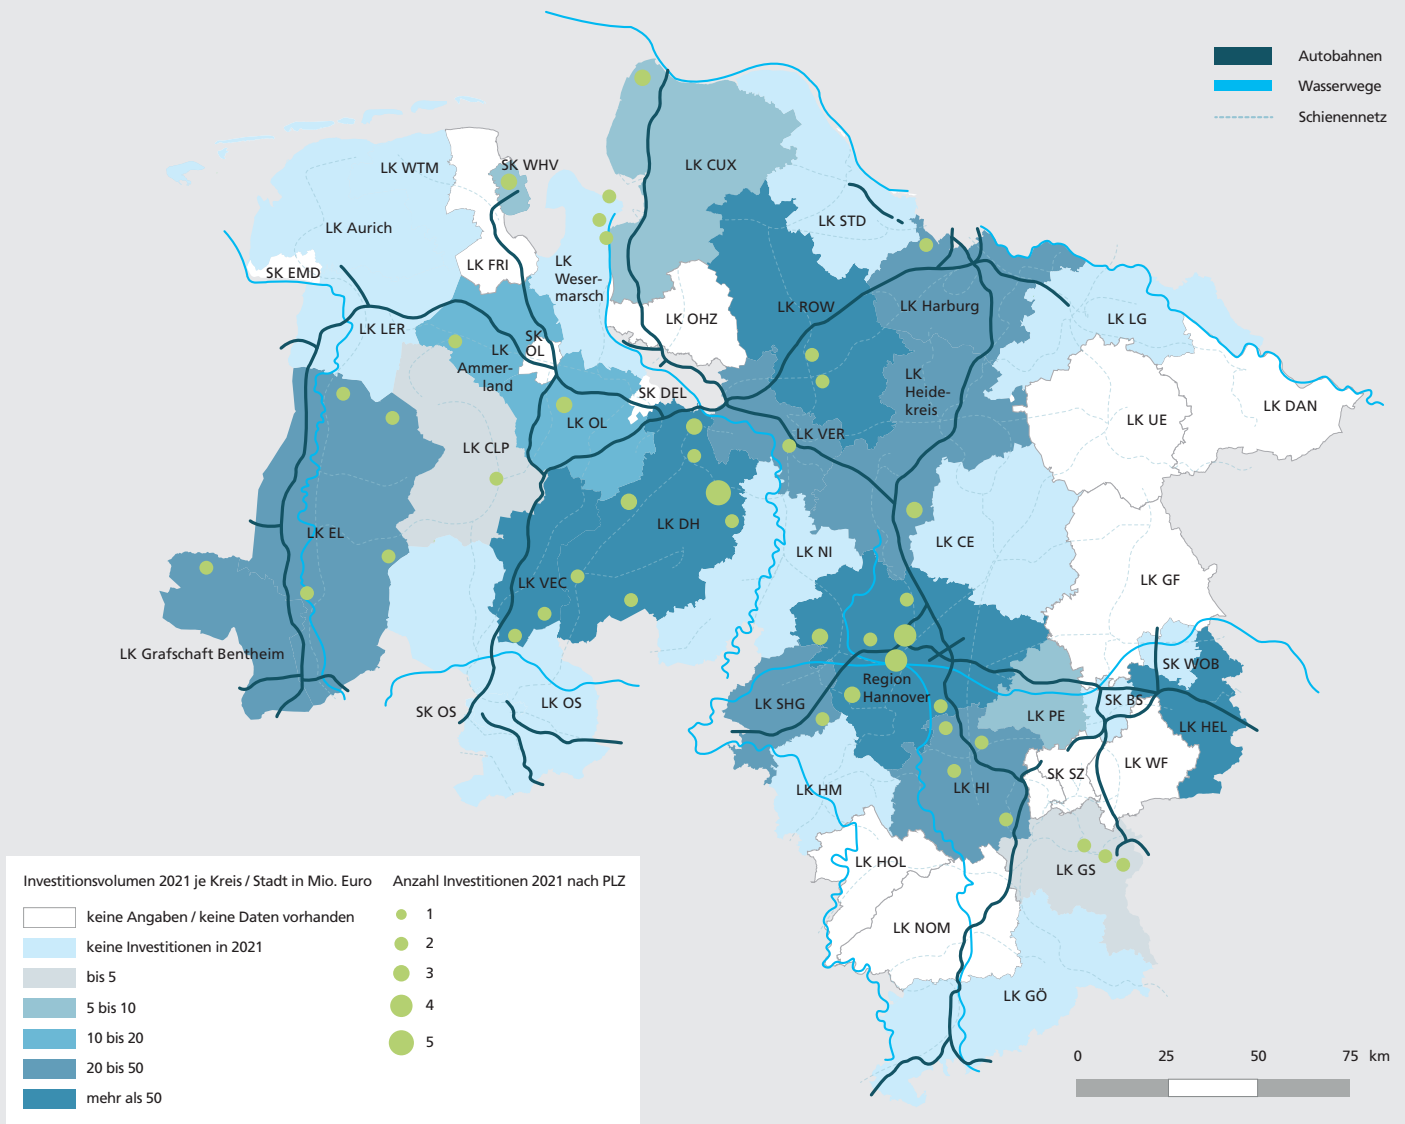 Autobahnen
Wasserwege
Schienennetz
LK CUX
SK WHV
LK WTM
LK STD
LK Aurich
LK
Weser-
marsch
LK FRI
SK EMD
LK ROW
LK Harburg
LK OHZ
LK LG
LK LER
SK
OL
LK
Ammer-
land
LK
Heide-
kreis
SK DEL
LK DAN
LK UE
LK OL
LK VER
LK CLP
LK DH
LK EL
LK NI
LK CE
LK VEC
LK GF
LK Grafschaft Bentheim
SK WOB
Region
Hannover
LK OS
SK OS
LK SHG
SK BS
LK PE
LK HEL
LK WF
SK SZ
LK HM
LK HI
LK HOL
LK GS
LK NOM
LK GÖ
Investitionsvolumen 2021 je Kreis / Stadt in Mio. Euro
keine Angaben / keine Daten vorhanden
keine Investitionen in 2021
bis 5
5 bis 10
10 bis 20
20 bis 50
mehr als 50
Anzahl Investitionen 2021 nach PLZ
1
2
3
4
5
0 25 50 75 km